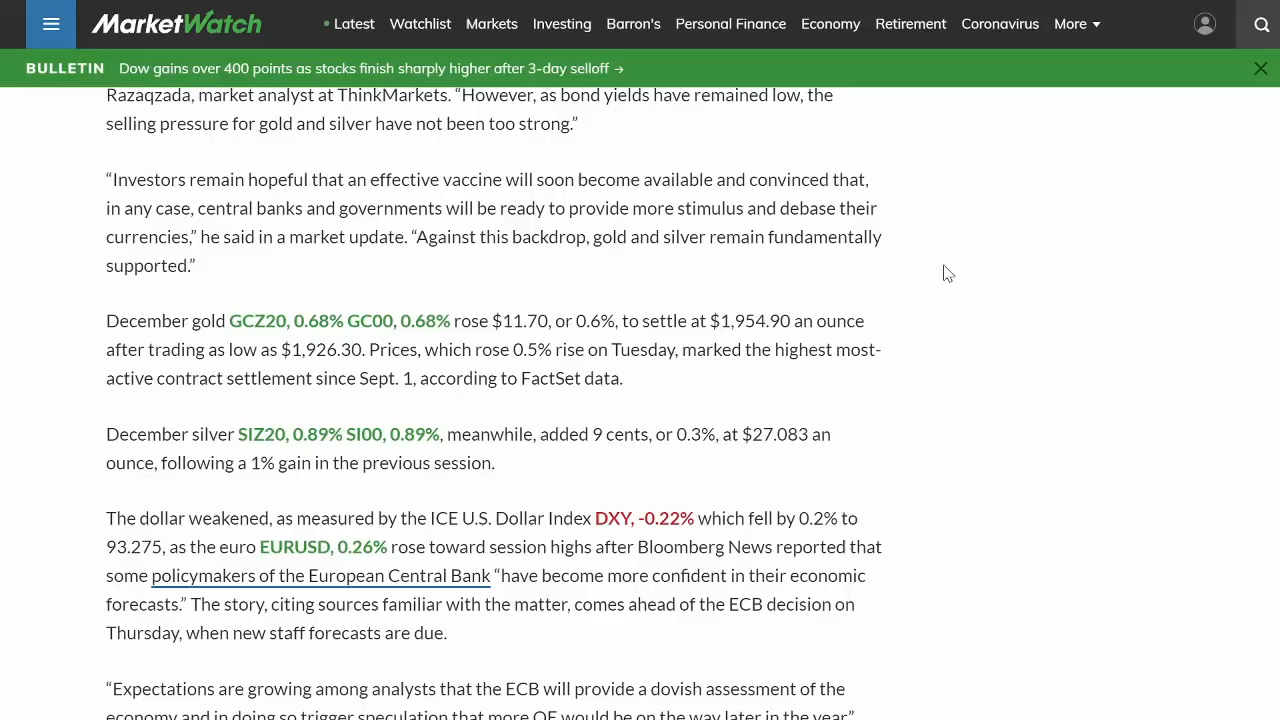 MarketWatch
Latest Watchlist Markets Investing Barron's Personal Finance Economy Retirement Coronavirus More
BULLETIN Dow gains over 400 points as stocks finish sharply higher after 3-day selloff →
Razaqzada, market analyst at ThinkMarkets. “However, as bond yields have remained low, the
selling pressure for gold and silver have not been too strong.”
“Investors remain hopeful that an effective vaccine will soon become available and convinced that,
in any case, central banks and governments will be ready to provide more stimulus and debase their
currencies,” he said in a market update. “Against this backdrop, gold and silver remain fundamentally
supported.”
December gold GCZ20, 0.68% GC00, 0.68% rose $11.70, or 0.6%, to settle at $1,954.90 an ounce
after trading as low as $1,926.30. Prices, which rose 0.5% rise on Tuesday, marked the highest most-
active contract settlement since Sept. 1, according to FactSet data.
December silver SIZ20, 0.89% SI00, 0.89%, meanwhile, added 9 cents, or 0.3%, at $27.083 an
ounce, following a 1% gain in the previous session.
The dollar weakened, as measured by the ICE U.S. Dollar Index DXY, -0.22% which fell by 0.2% to
93.275, as the euro EURUSD, 0.26% rose toward session highs after Bloomberg News reported that
some policymakers of the European Central Bank “have become more confident in their economic
forecasts.” The story, citing sources familiar with the matter, comes ahead of the ECB decision on
Thursday, when new staff forecasts are due.
“Expectations are growing among analysts that the ECB will provide a dovish assessment of the
economy and in doing so trigger speculation that more QE would be on the way later in the year”